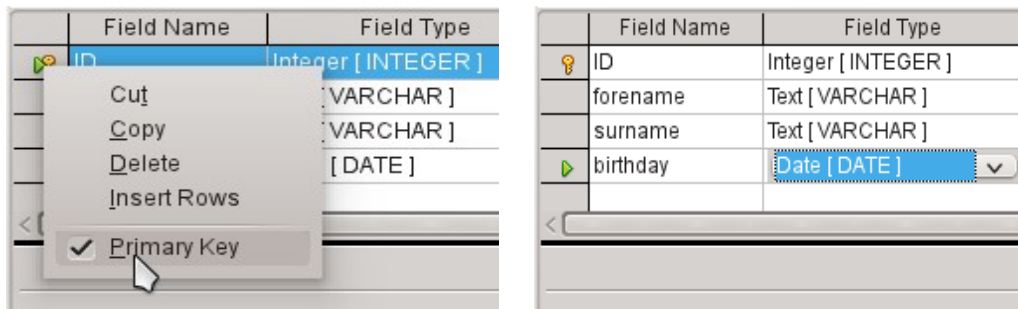 Field Name Field Type
ID Integer [ INTEGER ]
[ VARCHAR ]
[ VARCHAR ]
[ DATE ]
Cut
Copy
Delete
Insert Rows
Primary Key
Field Name Field Type
ID Integer [ INTEGER ]
forename Text [ VARCHAR ]
surname Text [ VARCHAR ]
birthday Date [ DATE ]